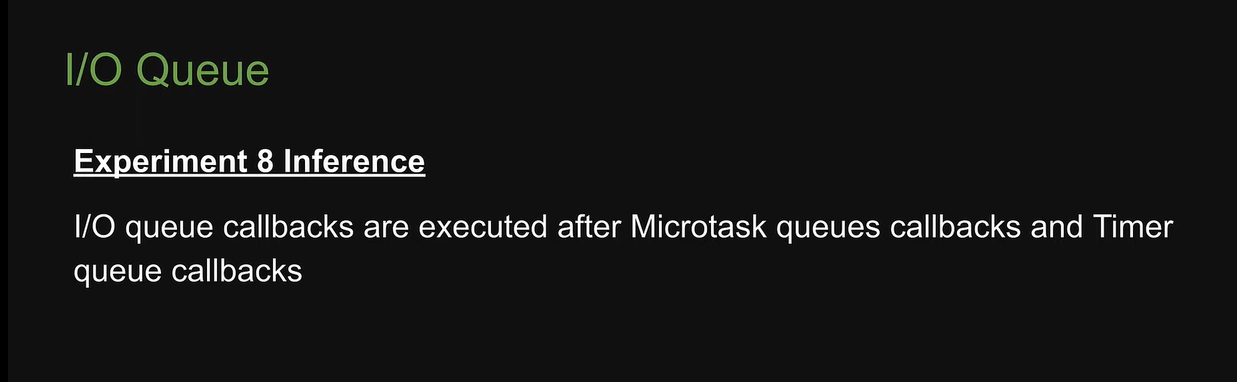 I/O Queue
Experiment 8 Inference
I/O queue callbacks are executed after Microtask queues callbacks and Timer
queue callbacks